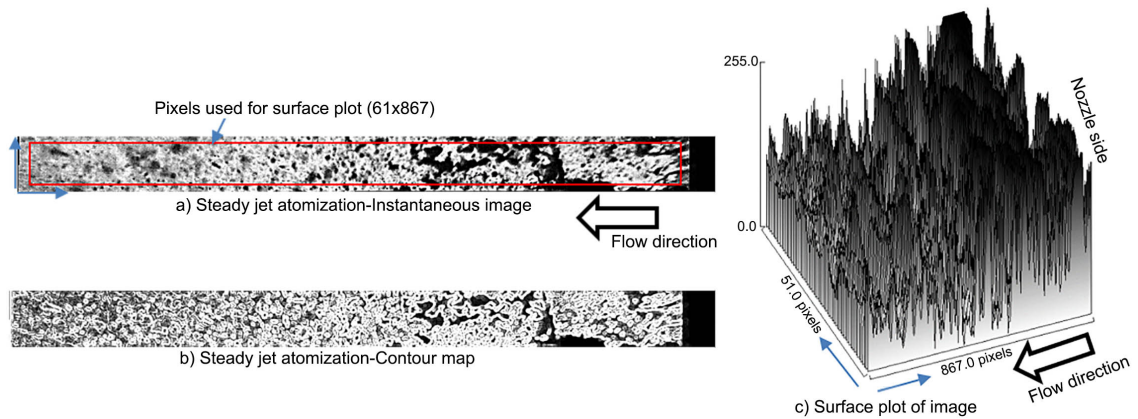 Pixels used for surface plot (61x867)
a) Steady jet atomization-Instantaneous image
Flow direction
b) Steady jet atomization-Contour map
255.0
0.0
Nozzle side
51.0 pixels
867.0 pixels
Flow direction
c) Surface plot of image